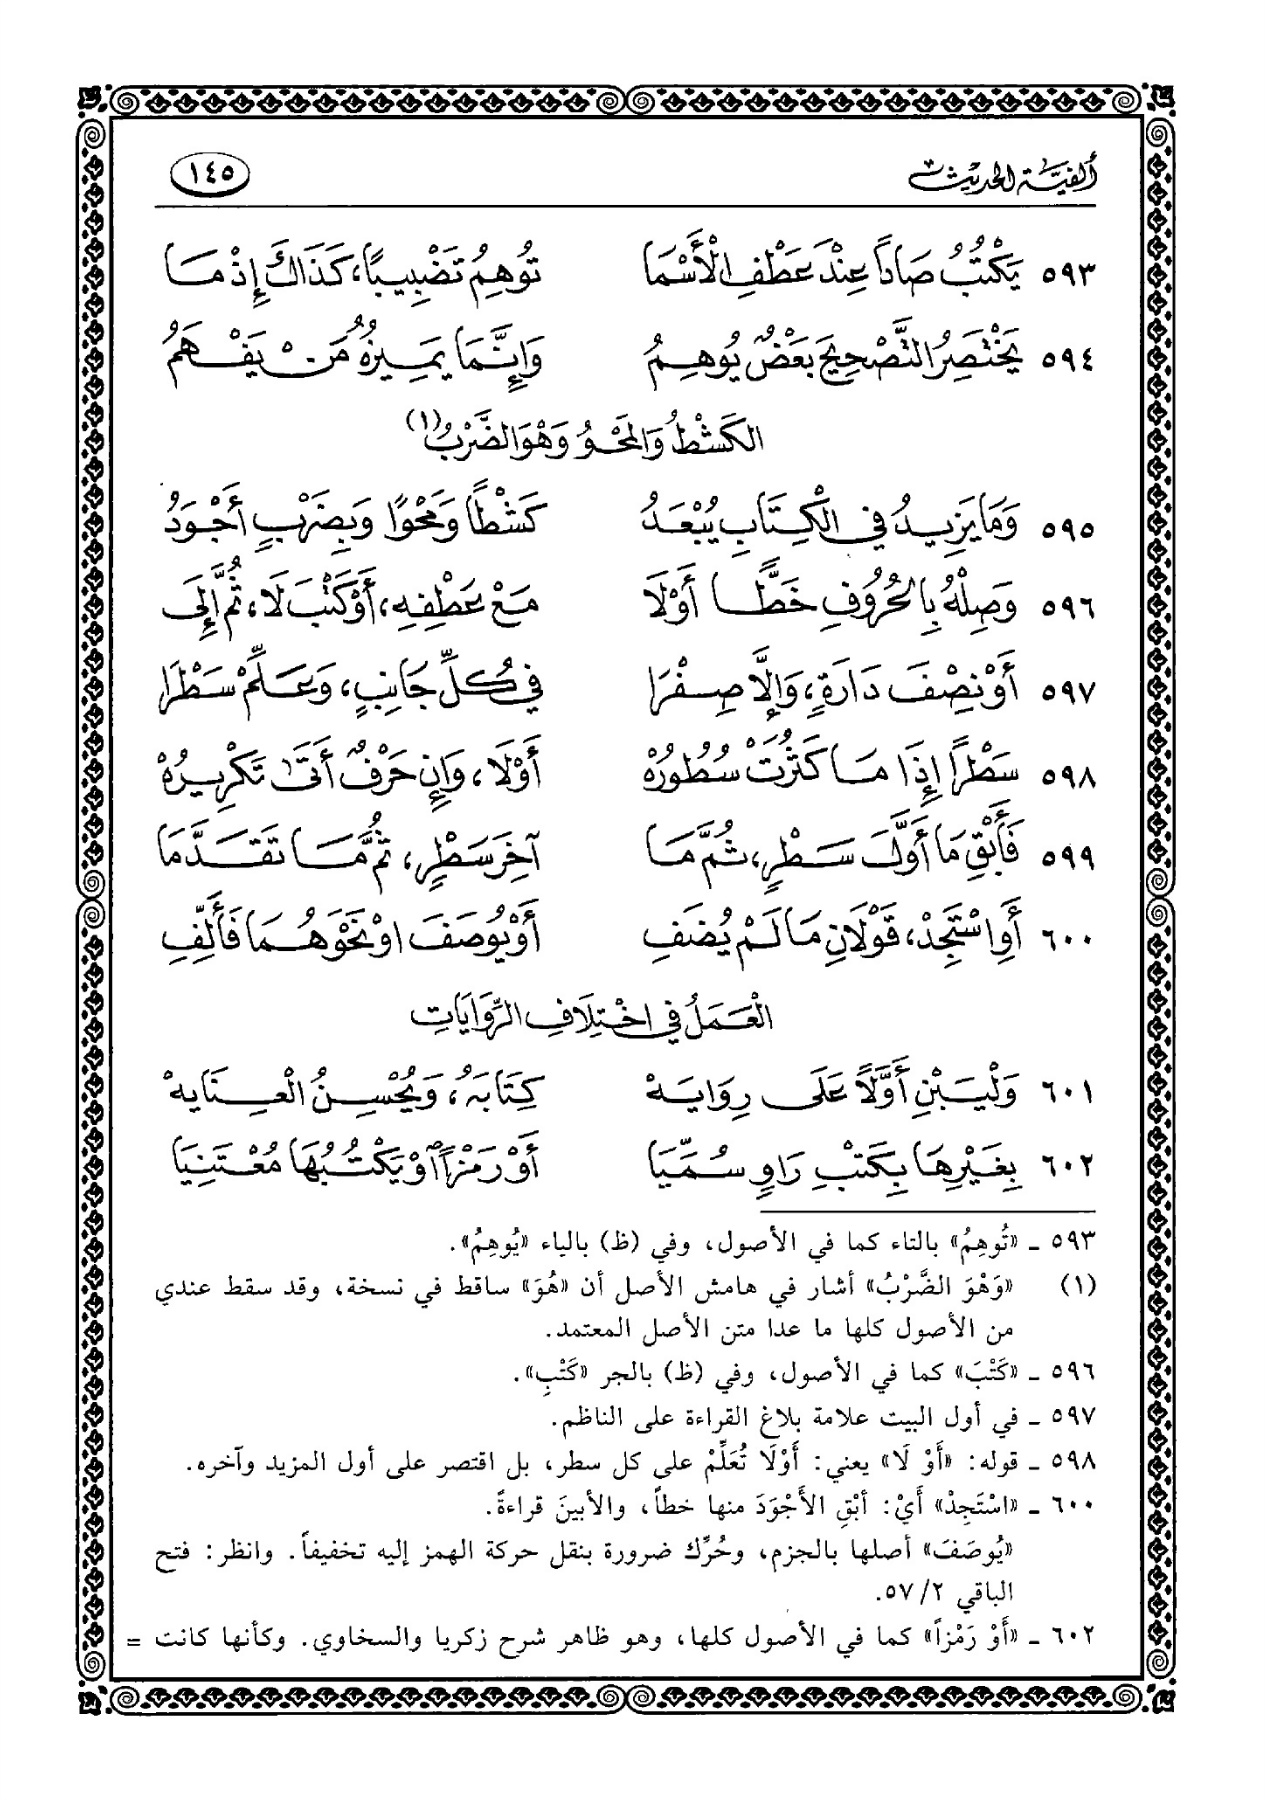 ألفية الحديث ١٤٥
٥٩٣ يَكْتُبُ صَاداً عِنْدَ عَطْفِ الْأَسْمَا تُوهِمُ تَضْبِيبًا، كَذَاكَ إِذْ مَا
٥٩٤ يَخْتَصِرُ التَّصْحِيحَ بَعْضٌ يُوهِمُ وَإِنَّمَا يَمِيزُهُ مَنْ يَفْهَمُ
الكَشْطُ وَالمَحْوُ وَهْوَ الضَّرْبُ(١)
٥٩٥ وَمَا يَزِيدُ فِي الْكِتَابِ يُبْعَدُ كَشْطًا وَمَحْوًا وَبِضَرْبٍ أَجْوَدُ
٥٩٦ وَصِلْهُ بِالحُرُوفِ خَطًّا أَوْ لَا مَعْ عَطْفِهِ، أَوْ كَتْبَ لَا، ثُمَّ إِلَى
٥٩٧ أَوْ نِصْفَ دَارَةٍ، وَإِلَّا صِفْرَا فِي كُلِّ جَانِبٍ، وَعَلِّمْ سَطْرَا
٥٩٨ سَطْراً إِذَا مَا كَثُرَتْ سُطُورُهْ أَوْ لَا، وَإِنْ حَرْفٌ أَتَى تَكْرِيرُهْ
٥٩٩ فَأَبْقِ مَا أَوَّلَ سَطْرٍ، ثُمَّ مَا آخِرَ سَطْرٍ، ثُمَّ مَا تَقَدَّمَا
٦٠٠ أَوِ اسْتَجِدْ، قَوْلَانِ مَا لَمْ يُضَفِ أَوْ يُوصَفَ اوْ نَحْوُهُمَا فَأَلِّفِ
الْعَمَلُ فِي اخْتِلَافِ الرِّوَايَاتِ
٦٠١ وَلْيَبْنِ أَوَّلًا عَلَى رِوَايَهْ كِتَابَهُ، وَيُحْسِنُ الْعِنَايَهْ
٦٠٢ بِغَيْرِهَا بِكَتْبِ رَاوٍ سُمِّيَا أَوْ رَمْزاً آوْ يَكْتُبُهَا مُعْتَنِيَا
٥٩٣ ـ «تُوهِمُ» بالتاء كما في الأصول، وفي (ظ) بالياء «يُوهِمُ».
(١) «وَهْوَ الضَّرْبُ» أشار في هامش الأصل أن «هُوَ» ساقط في نسخة، وقد سقط عندي
من الأصول كلها ما عدا متن الأصل المعتمد.
٥٩٦ ـ «كَتْبَ» كما في الأصول، وفي (ظ) بالجر «كَتْبِ».
٥٩٧ ـ في أول البيت علامة بلاغ القراءة على الناظم.
٥٩٨ ـ قوله: «أَوْ لَا» يعني: أَوْلَا تُعَلِّمْ على كل سطر، بل اقتصر على أول المزيد وآخره.
٦٠٠ ـ «اسْتَجِدْ» أَيْ: أبْقِ الأَجْوَدَ منها خطاً، والأبينَ قراءةً.
«يُوصَفَ» أصلها بالجزم، وحُرِّك ضرورة بنقل حركة الهمز إليه تخفيفاً. وانظر: فتح
الباقي ٥٧/٢.
٦٠٢ ـ «أَوْ رَمْزاً» كما في الأصول كلها، وهو ظاهر شرح زكريا والسخاوي. وكأنها كانت =